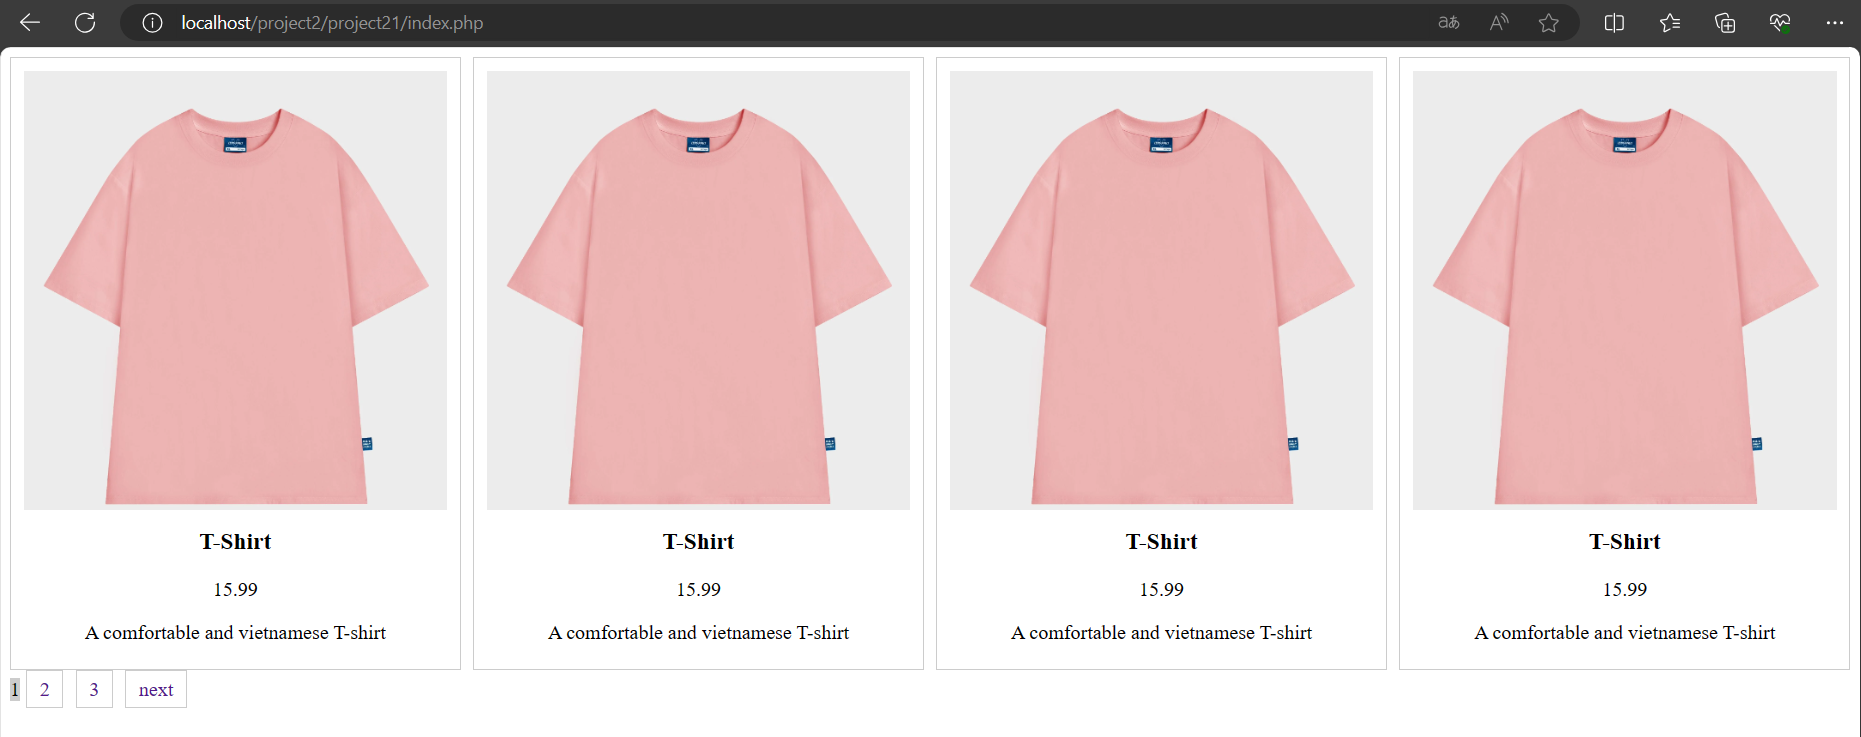 localhost/project2/project21/index.php
T-Shirt
15.99
A comfortable and vietnamese T-shirt
T-Shirt
15.99
A comfortable and vietnamese T-shirt
T-Shirt
15.99
A comfortable and vietnamese T-shirt
T-Shirt
15.99
A comfortable and vietnamese T-shirt
1 2 3 next